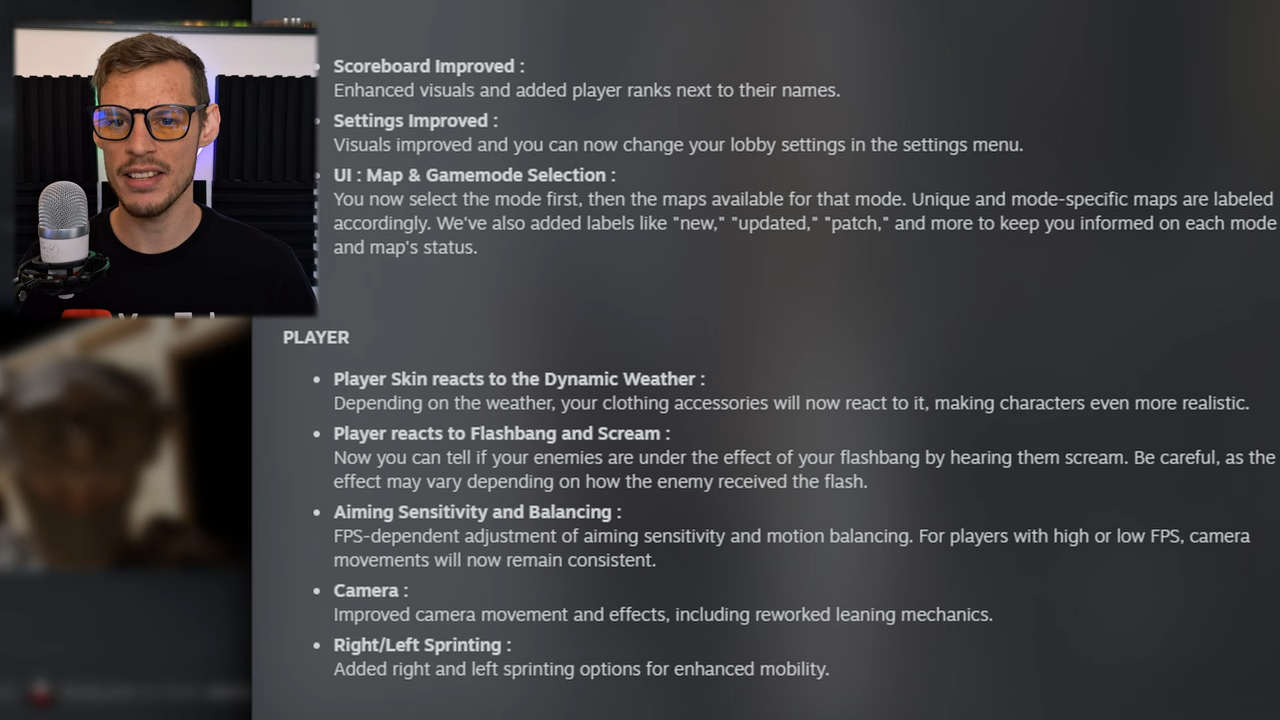 UI
Scoreboard Improved :
Enhanced visuals and added player ranks next to their names.
Settings Improved :
Visuals improved and you can now change your lobby settings in the settings menu.
UI : Map & Gamemode Selection :
You now select the mode first, then the maps available for that mode. Unique and mode-specific maps are labeled
accordingly. We've also added labels like "new," "updated," "patch," and more to keep you informed on each mode
and map's status.
PLAYER
• Player Skin reacts to the Dynamic Weather :
Depending on the weather, your clothing accessories will now react to it, making characters even more realistic.
• Player reacts to Flashbang and Scream :
Now you can tell if your enemies are under the effect of your flashbang by hearing them scream. Be careful, as the
effect may vary depending on how the enemy received the flash.
• Aiming Sensitivity and Balancing :
FPS-dependent adjustment of aiming sensitivity and motion balancing. For players with high or low FPS, camera
movements will now remain consistent.
• Camera :
Improved camera movement and effects, including reworked leaning mechanics.
• Right/Left Sprinting :
Added right and left sprinting options for enhanced mobility.